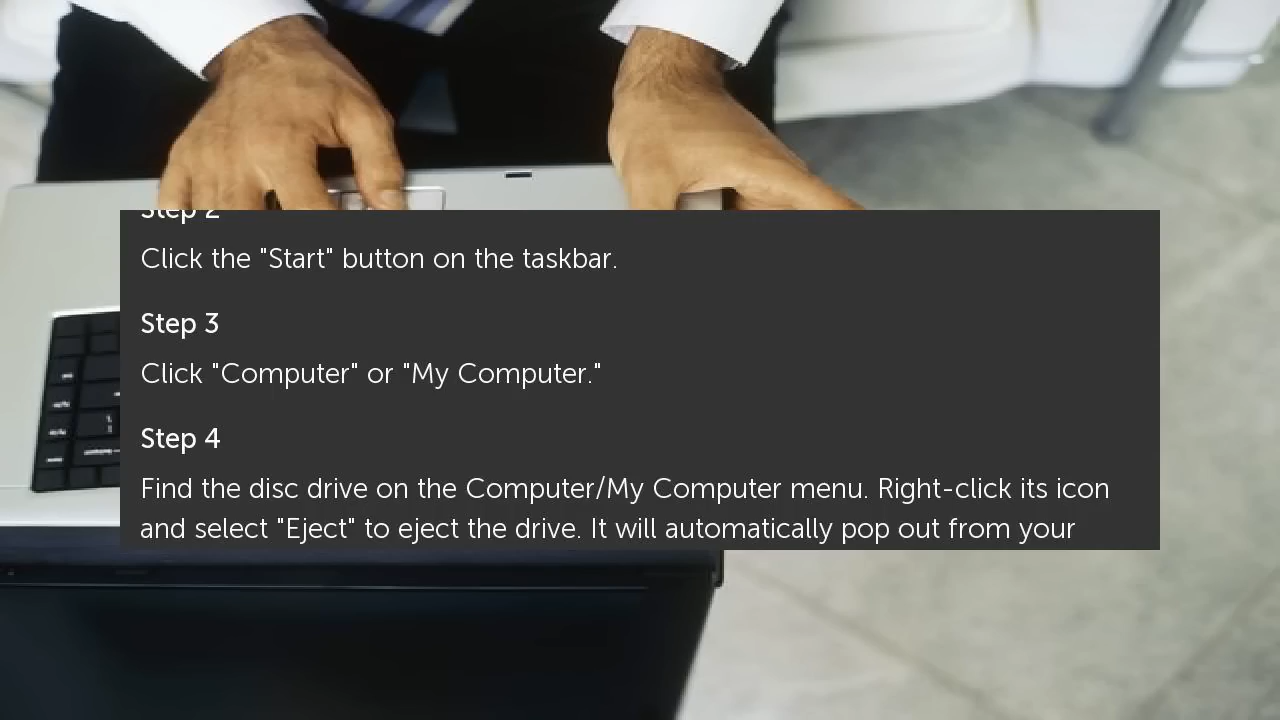 Step 2
Click the "Start" button on the taskbar.
Step 3
Click "Computer" or "My Computer."
Step 4
Find the disc drive on the Computer/My Computer menu. Right-click its icon
and select "Eject" to eject the drive. It will automatically pop out from your